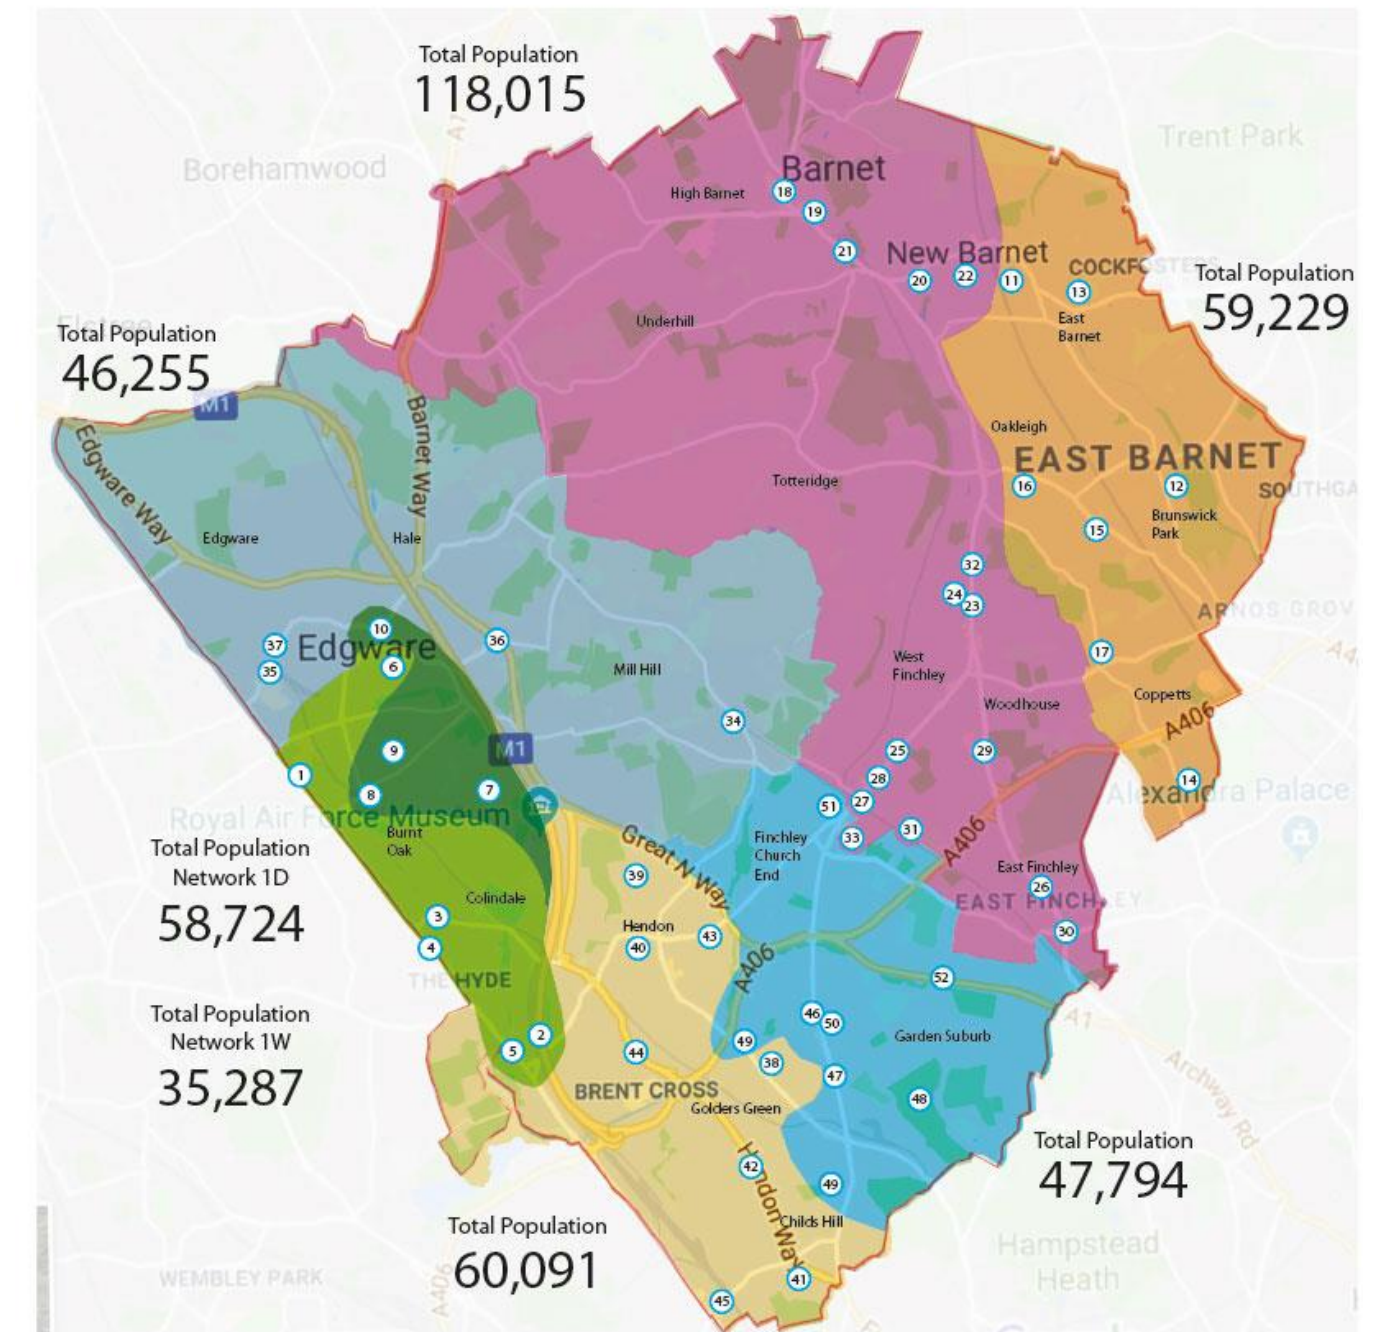 Total Population
118,015
Trent Park
Borehamwood
Barnet
High Barnet
18
19
21
New Barnet
20
22
11
COCKFOSTERS
13
East
Barnet
Total Population
59,229
Underhill
Total Population
46,255
M1
A1
Edgware Way
Barnet Way
Oakleigh
EAST BARNET
16
12
SOUTHGA
Brunswick
Park
15
Totteridge
Edgware
Hale
32
24
23
ARNOS GROV
10
37
Edgware
36
6
35
Mill Hill
West
Finchley
17
Woodhouse
Coppetts
A406
34
9
M1
25
29
1
8
7
28
27
51
14
Alexandra Palace
Royal Air Force Museum
Burnt
Oak
Great N Way
Finchley
Church
End
33
31
A406
Total Population
Network 1D
58,724
39
East Finchley
26
EAST FINCHLEY
Colindale
3
4
Hendon
40
43
30
THE HYDE
A406
52
A1
Total Population
Network 1W
35,287
46
50
Garden Suburb
2
5
44
49
38
47
48
BRENT CROSS
Golders Green
Archway Rd
Total Population
47,794
42
Hendon Way
49
Childs Hill
Total Population
60,091
Hampstead
Heath
WEMBLEY PARK
A406
41
45